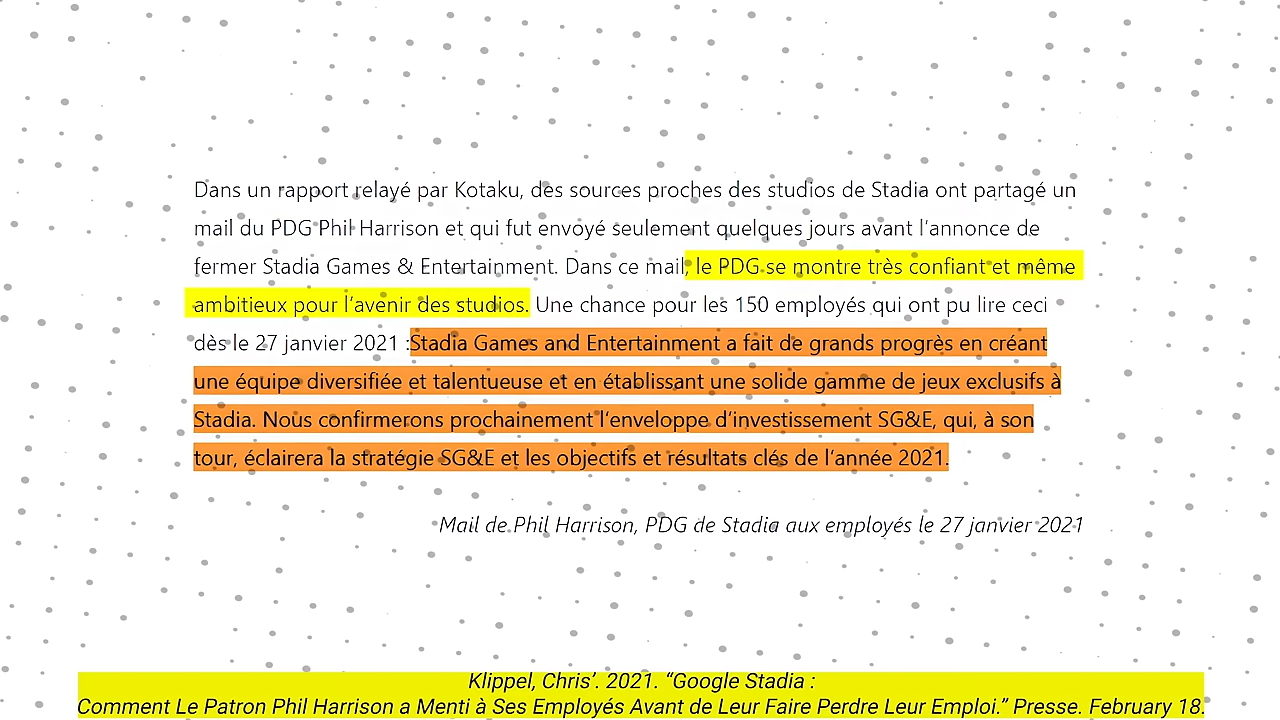 Dans un rapport relayé par Kotaku, des sources proches des studios de Stadia ont partagé un
mail du PDG Phil Harrison et qui fut envoyé seulement quelques jours avant l'annonce de
fermer Stadia Games & Entertainment. Dans ce mail, le PDG se montre très confiant et même
ambitieux pour l'avenir des studios. Une chance pour les 150 employés qui ont pu lire ceci
dès le 27 janvier 2021 :Stadia Games and Entertainment a fait de grands progrès en créant
une équipe diversifiée et talentueuse et en établissant une solide gamme de jeux exclusifs à
Stadia. Nous confirmerons prochainement l'enveloppe d'investissement SG&E, qui, à son
tour, éclairera la stratégie SG&E et les objectifs et résultats clés de l'année 2021.
Mail de Phil Harrison, PDG de Stadia aux employés le 27 janvier 2021
Klippel, Chris'. 2021. “Google Stadia :
Comment Le Patron Phil Harrison a Menti à Ses Employés Avant de Leur Faire Perdre Leur Emploi.” Presse. February 18.